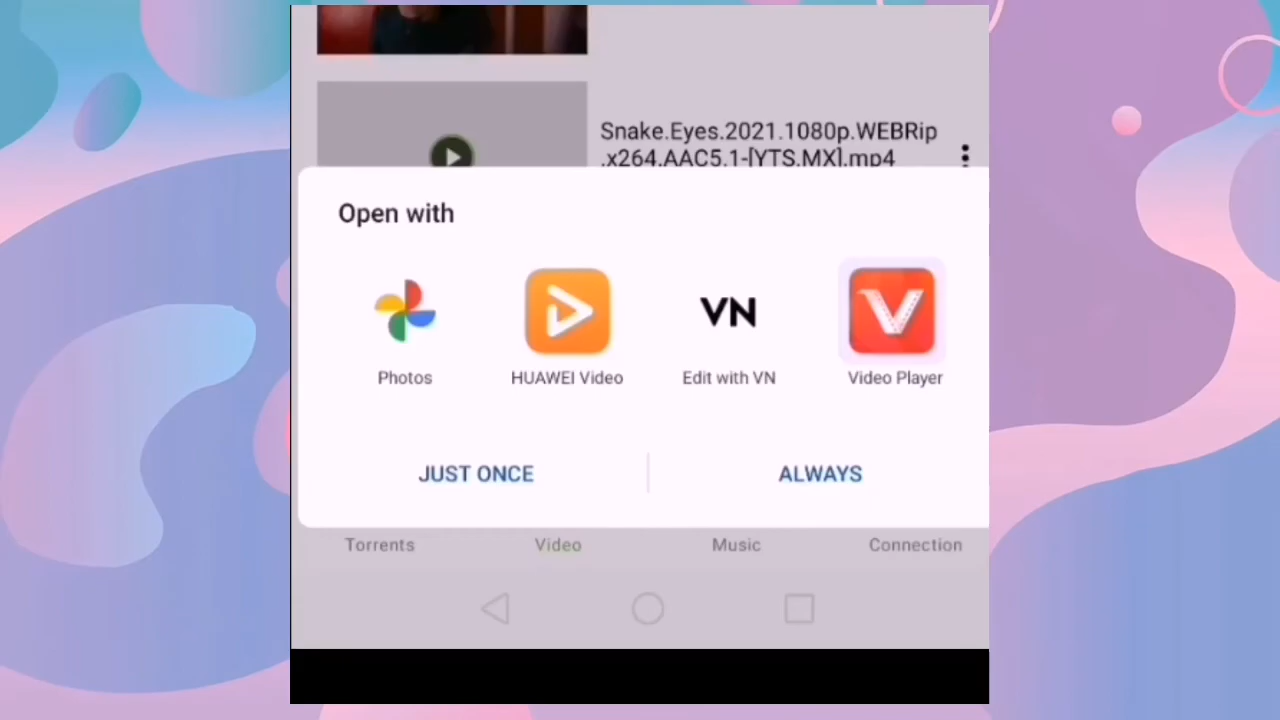 Snake.Eyes.2021.1080p.WEBRip
.x264.AAC5.1-[YTS.MX].mp4
Open with
VN
Photos
HUAWEI Video
Edit with VN
Video Player
JUST ONCE
ALWAYS
Torrents
Video
Music
Connection